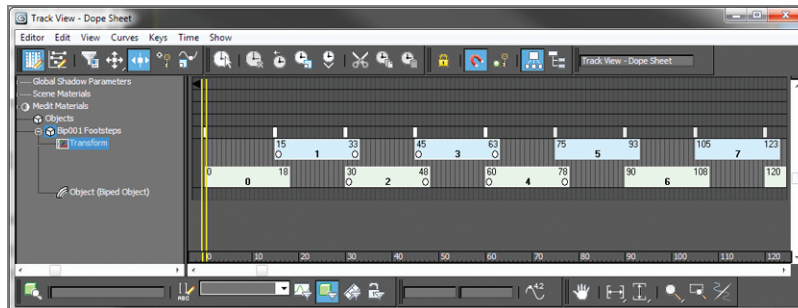 Track View - Dope Sheet
Editor Edit View Curves Keys Time Show
Track View - Dope Sheet
Global Shadow Parameters
Scene Materials
Medit Materials
Objects
Bip001 Footsteps
Transform
15 1 33 45 3 63 75 5 93 105 7 123
0 0 18 30 2 48 60 4 78 90 6 108 120
Object (Biped Object)
0 10 20 30 40 50 60 70 80 90 100 110 120
ABC
4.2